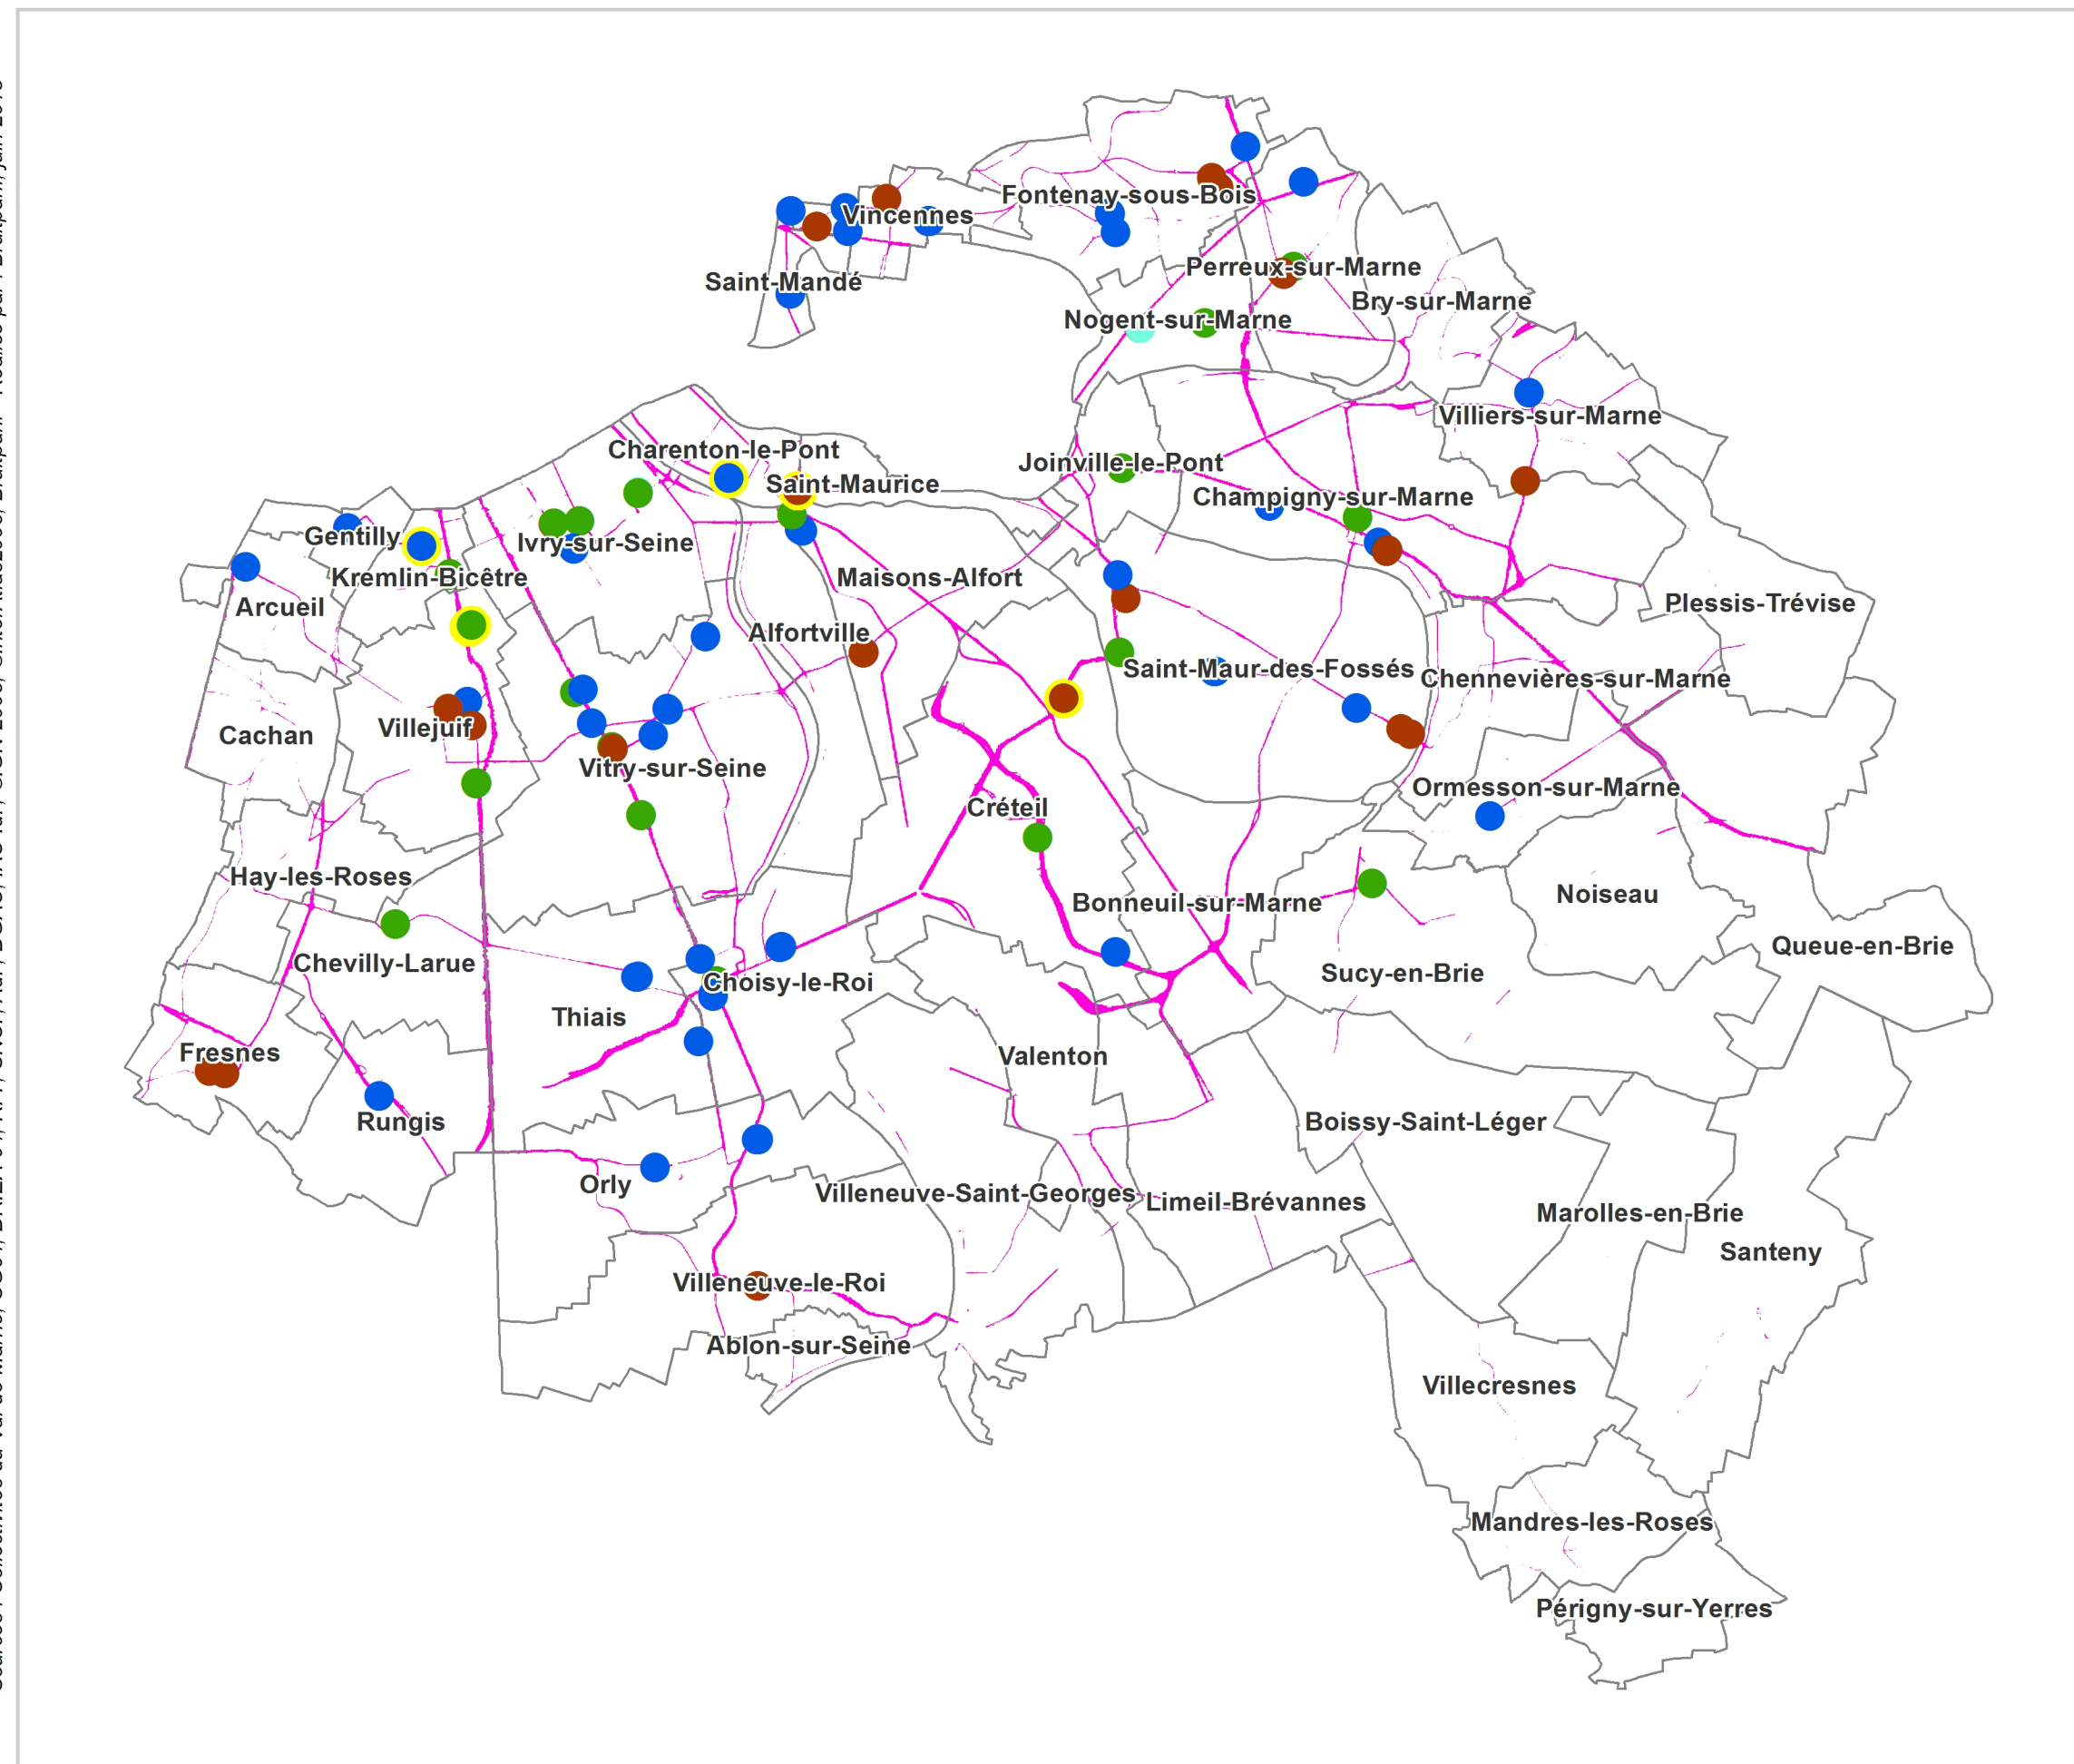 Fontenay-sous-Bois
Vincennes
Saint-Mandé
Perreux-sur-Marne
Bry-sur-Marne
Nogent-sur-Marne
Villiers-sur-Marne
Charenton-le-Pont
Joinville-le-Pont
Saint-Maurice
Champigny-sur-Marne
Gentilly
Ivry-sur-Seine
Kremlin-Bicêtre
Maisons-Alfort
Arcueil
Plessis-Trévise
Alfortville
Saint-Maur-des-Fossés
Chennevières-sur-Marne
Cachan
Villejuif
Vitry-sur-Seine
Ormesson-sur-Marne
Créteil
Hay-les-Roses
Noiseau
Bonneuil-sur-Marne
Queue-en-Brie
Chevilly-Larue
Sucy-en-Brie
Choisy-le-Roi
Thiais
Fresnes
Valenton
Rungis
Boissy-Saint-Léger
Orly
Villeneuve-Saint-Georges
Limeil-Brévannes
Marolles-en-Brie
Santeny
Villeneuve-le-Roi
Ablon-sur-Seine
Villecresnes
Mandres-les-Roses
Périgny-sur-Yerres